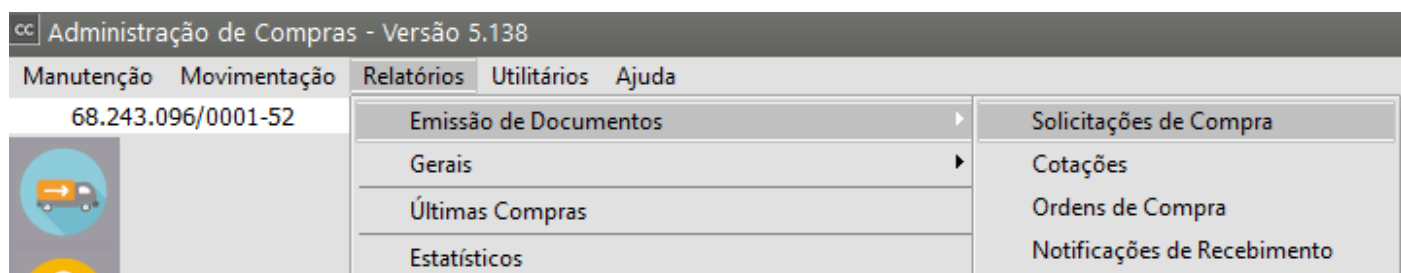 cc Administração de Compras - Versão 5.138
Manutenção Movimentação Relatórios Utilitários Ajuda
68.243.096/0001-52
Emissão de Documentos
Gerais
Últimas Compras
Estatísticos
Solicitações de Compra
Cotações
Ordens de Compra
Notificações de Recebimento